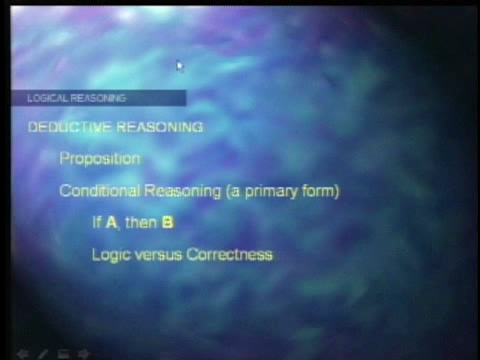 LOGICAL REASONING
DEDUCTIVE REASONING
Proposition
Conditional Reasoning (a primary form)
If A, then B
Logic versus Correctness